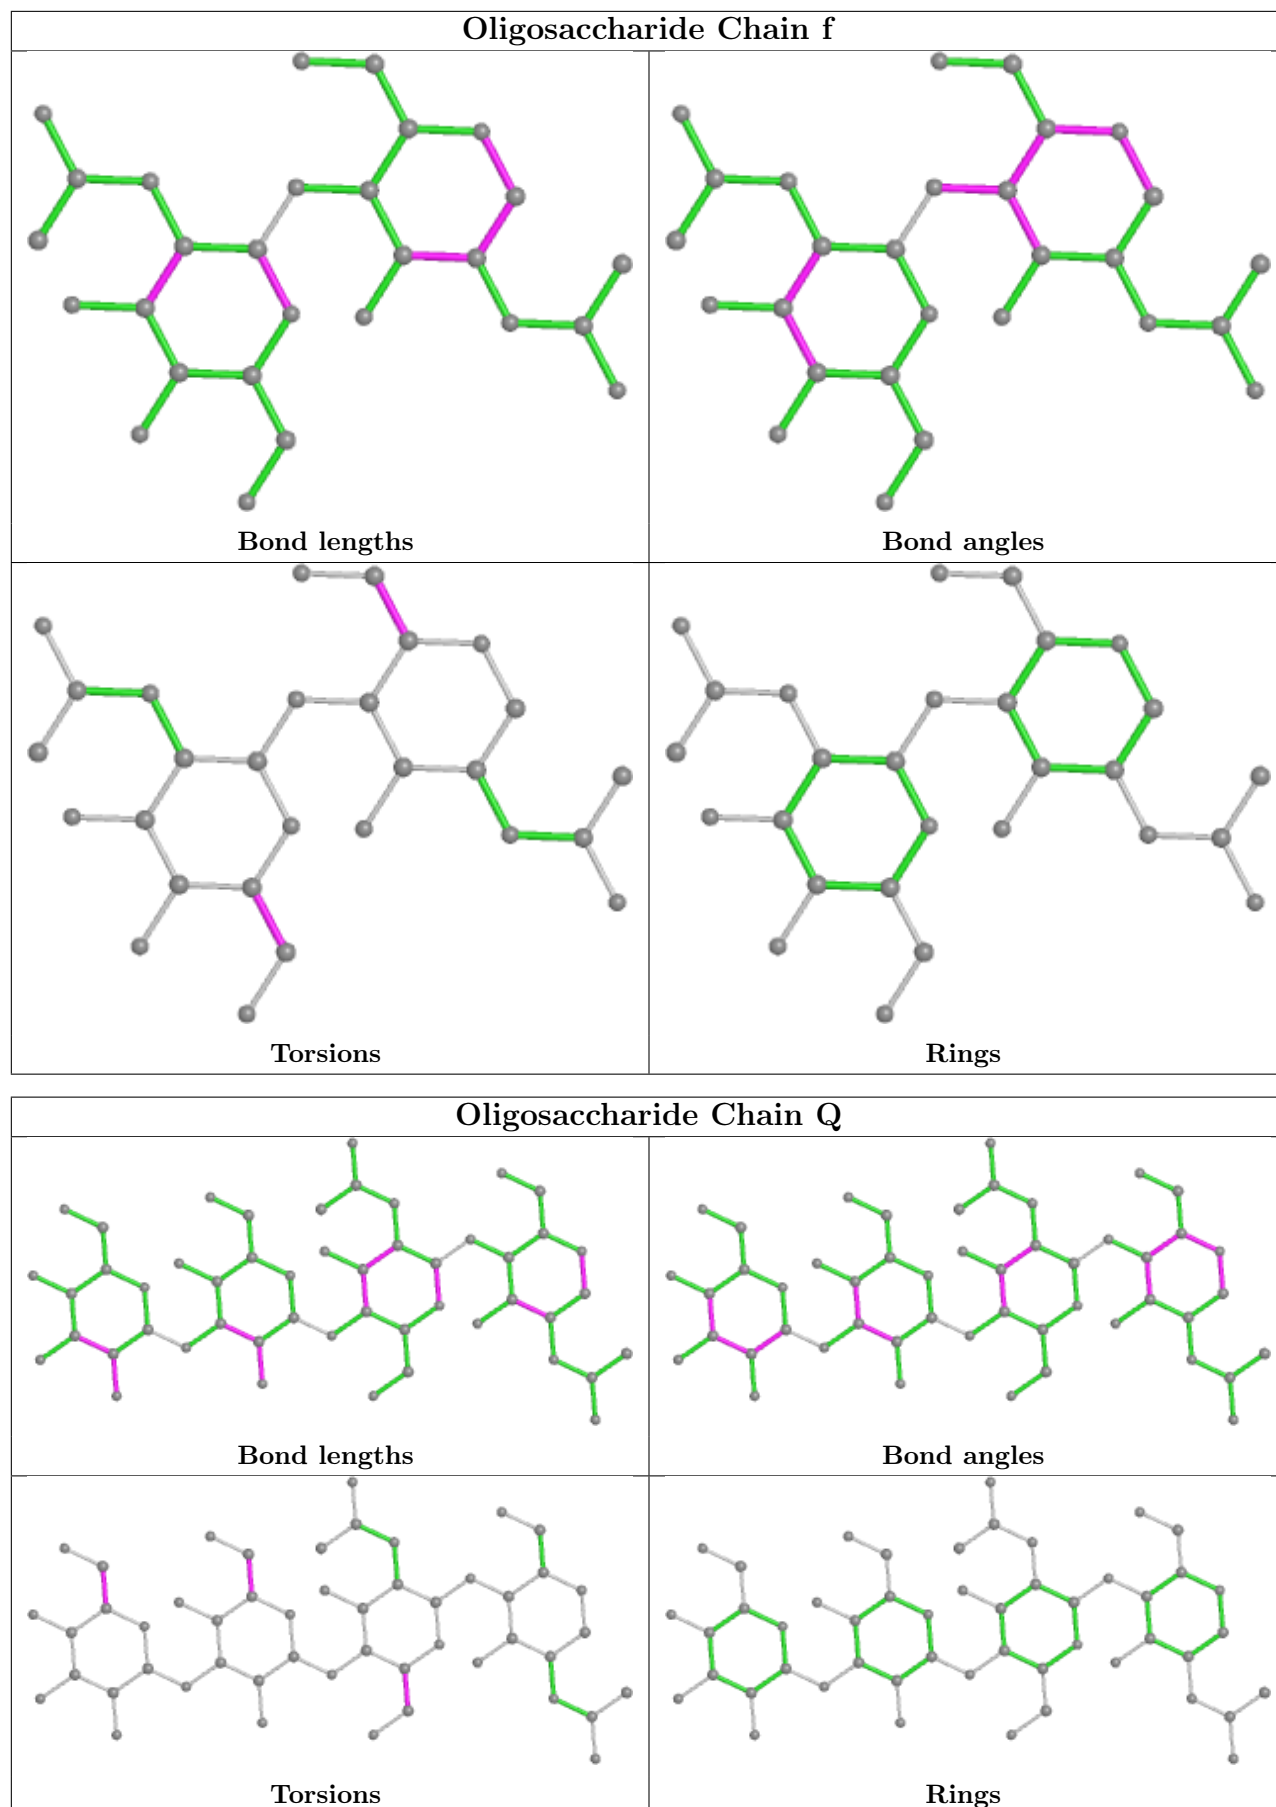 Oligosaccharide Chain f
Bond lengths
Bond angles
Torsions
Rings
Oligosaccharide Chain Q
Bond lengths
Bond angles
Torsions
Rings